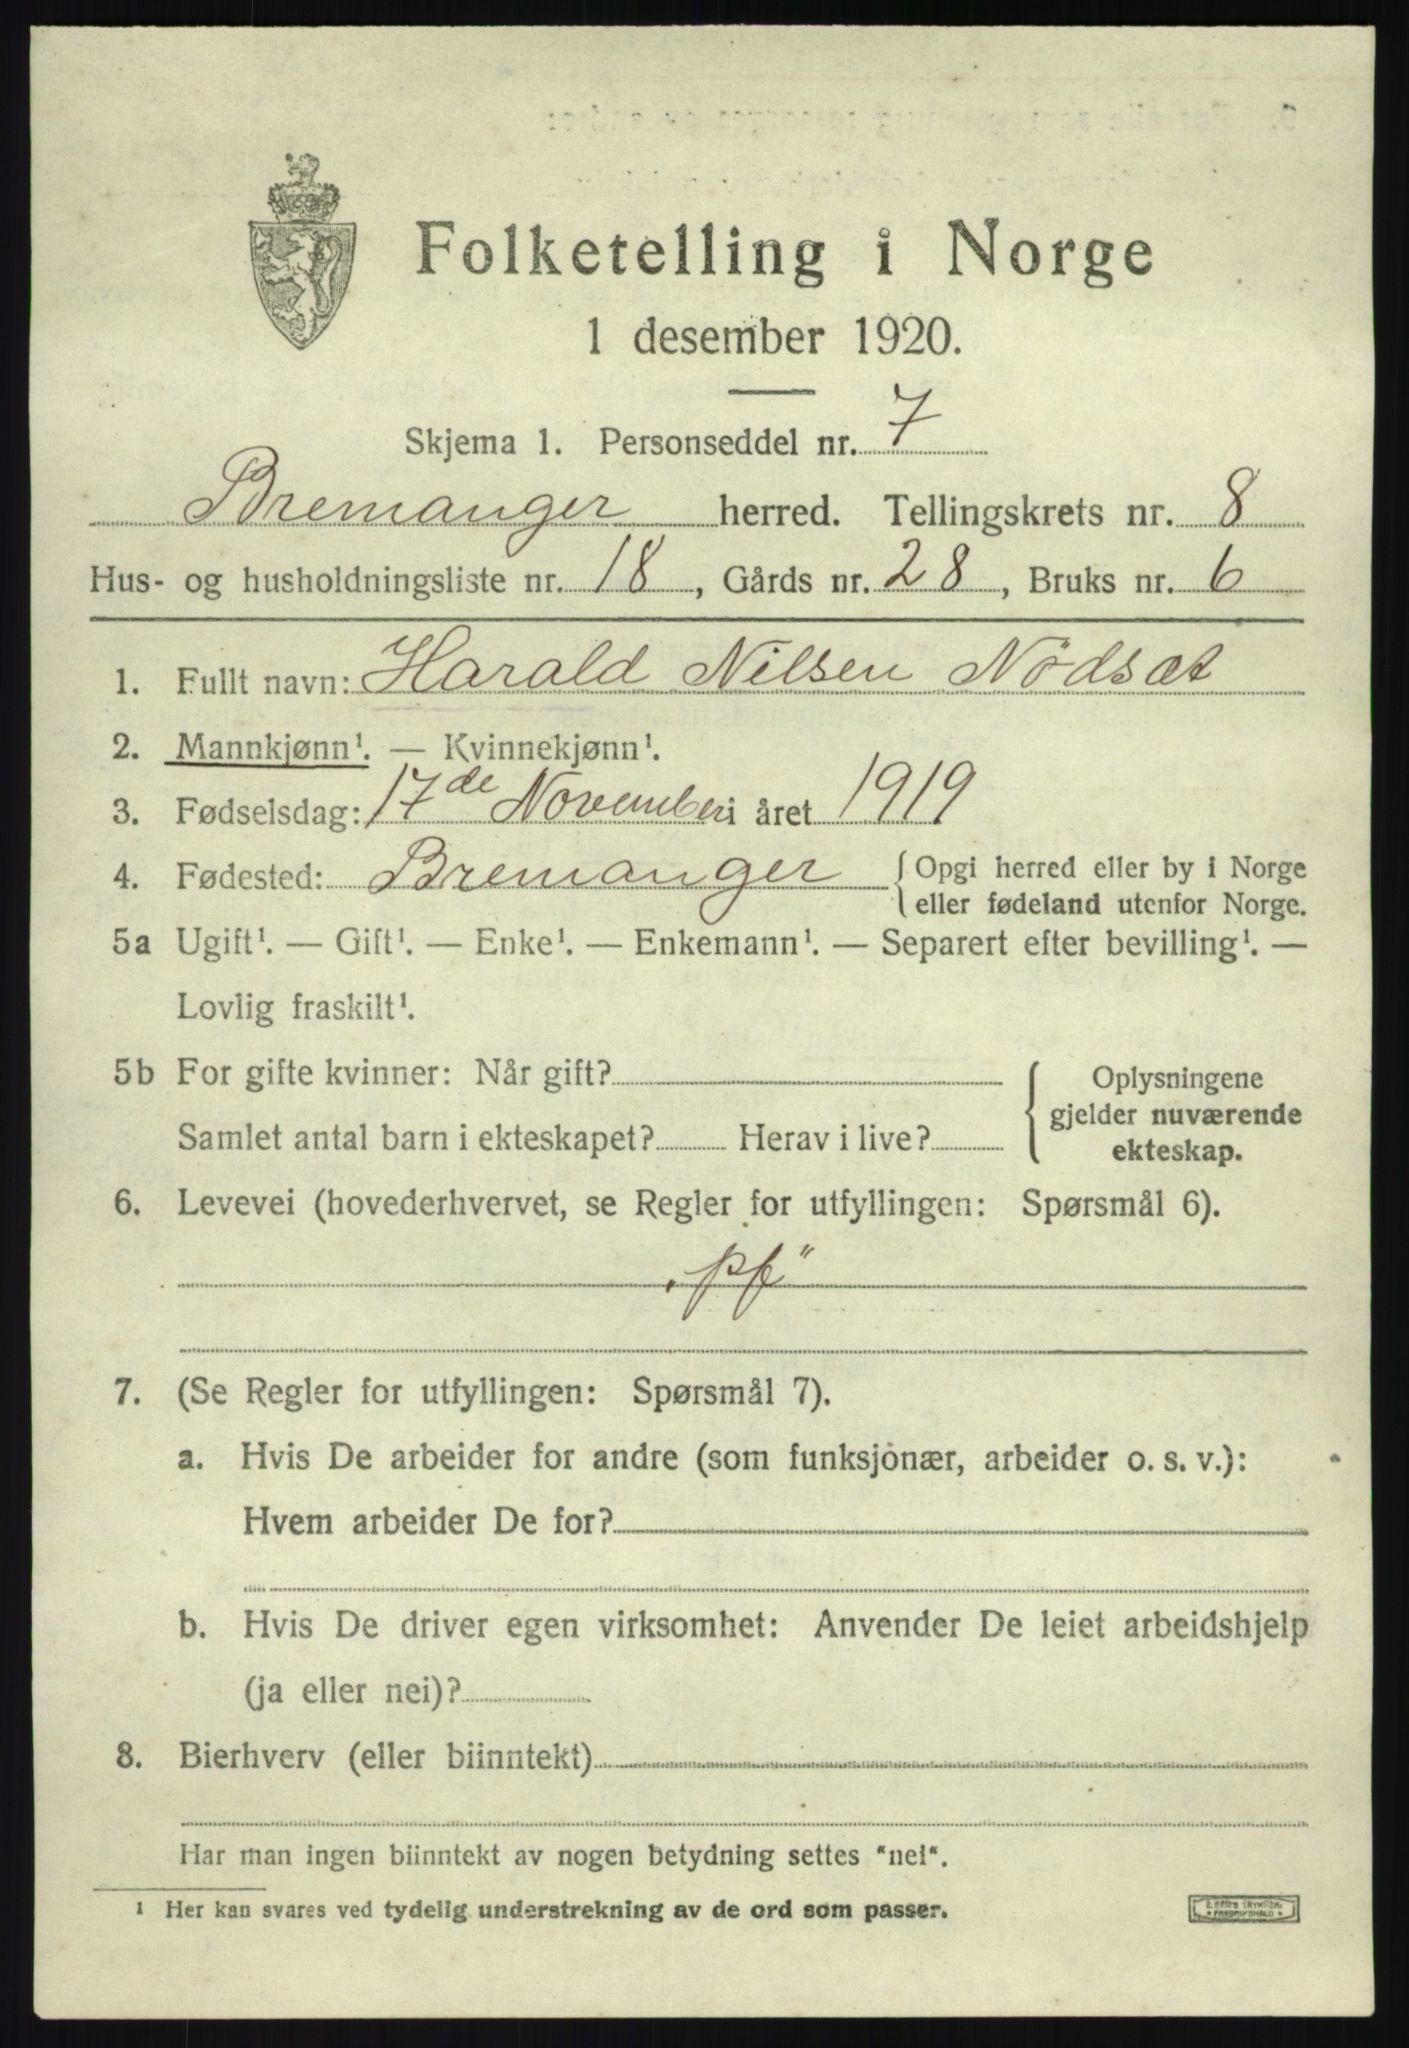 Folketelling i Norge
1 desember 1920.
Skjema 1. Personseddel nr. 7
Bremanger herred. Tellingskrets nr. 8
Hus- og husholdningsliste nr. 18, Gårds nr. 28, Bruks nr. 6
1. Fullt navn: Harald Nilsen Nödsæt
2. Mannkjønn¹. — Kvinnekjønn¹.
3. Fødselsdag: 17de November i året 1919
4. Fødested: Bremanger { Opgi herred eller by i Norge
eller fødeland utenfor Norge.
5a Ugift¹. — Gift¹. — Enke¹. — Enkemann¹. — Separert efter bevilling¹. —
Lovlig fraskilt¹.
5b For gifte kvinner: Når gift? { Oplysningene
gjelder nuværende
Samlet antal barn i ekteskapet? Herav i live?
ekteskap.
6. Levevei (hovederhvervet, se Regler for utfyllingen: Spørsmål 6).
„pf“
7. (Se Regler for utfyllingen: Spørsmål 7).
a. Hvis De arbeider for andre (som funksjonær, arbeider o. s. v.):
Hvem arbeider De for?
b. Hvis De driver egen virksomhet: Anvender De leiet arbeidshjelp
(ja eller nei)?
8. Bierhverv (eller biinntekt)
Har man ingen biinntekt av nogen betydning settes "nei".
¹ Her kan svares ved tydelig understrekning av de ord som passer.